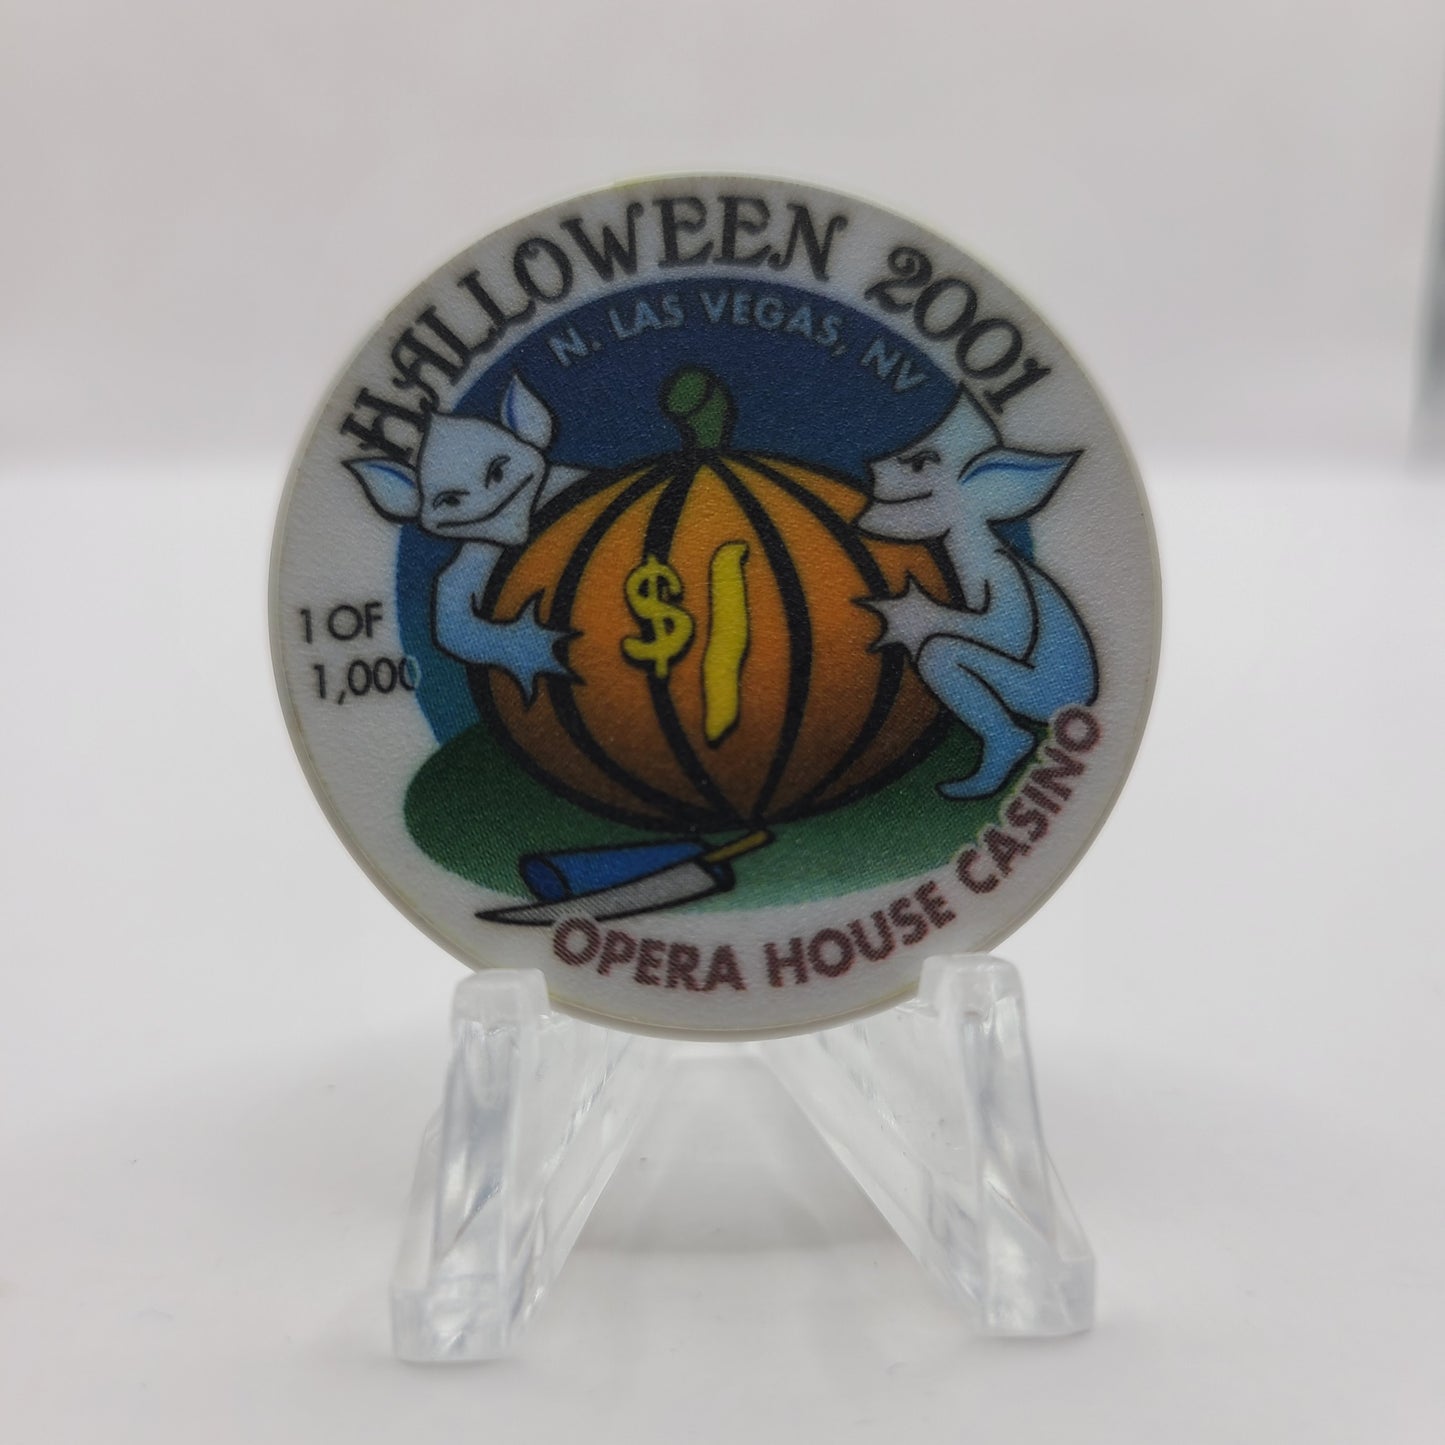 HALLOWEEN 2001
N. LAS VEGAS, NV
$1
1 OF
1,000
OPERA HOUSE CASINO